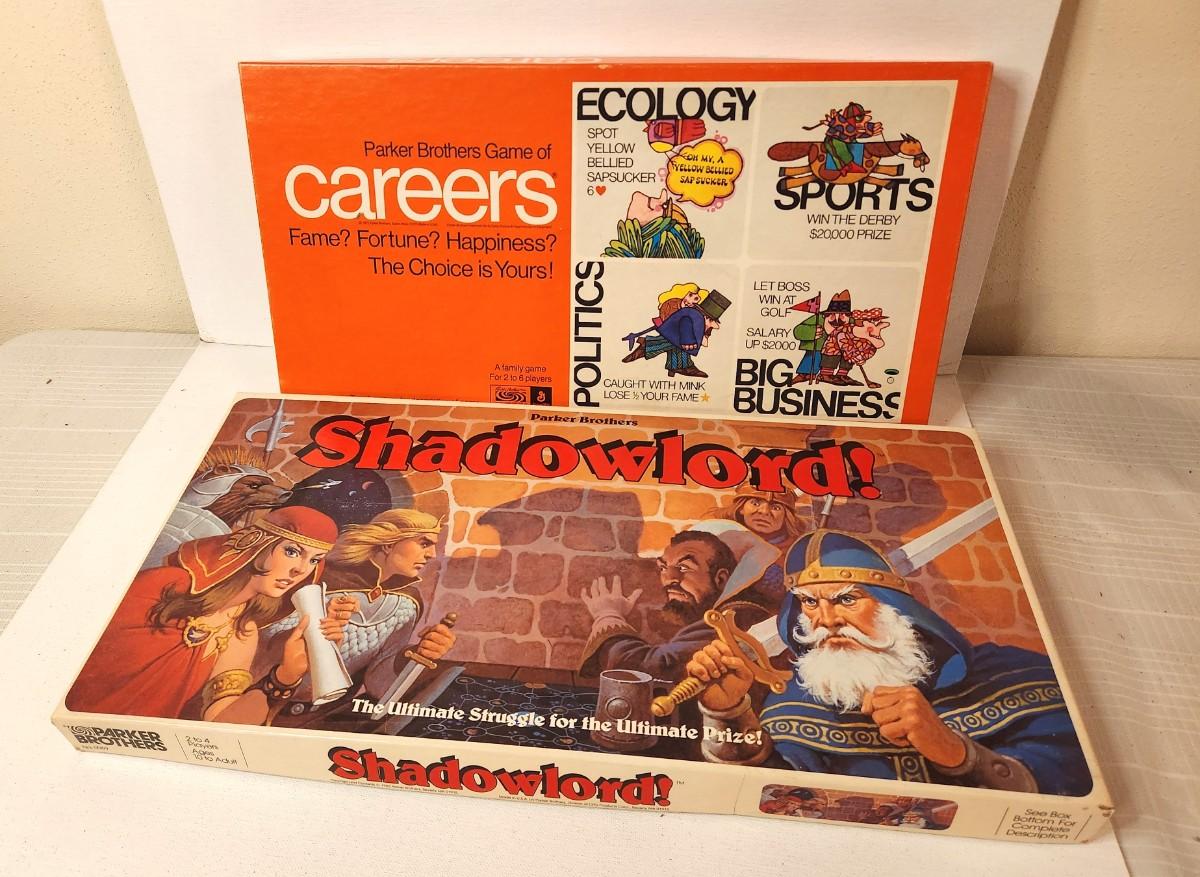 Parker Brothers Game of
careers
Fame? Fortune? Happiness?
The Choice is Yours!
A family game
For 2 to 6 players
ECOLOGY
SPOT
YELLOW
BELLIED
SAPSUCKER
6♥
OH MY, A
YELLOW BELLIED
SAPSUCKER
SPORTS
WIN THE DERBY
$20,000 PRIZE
POLITICS
CAUGHT WITH MINK
LOSE ½ YOUR FAME★
LET BOSS
WIN AT
GOLF
SALARY
UP $2000
BIG
BUSINESS
Parker Brothers
Shadowlord!
The Ultimate Struggle for the Ultimate Prize!
PARKER
BROTHERS
2 to 4
Players
Ages
10 to Adult
Shadowlord!™
See Box
Bottom For
Complete
Description